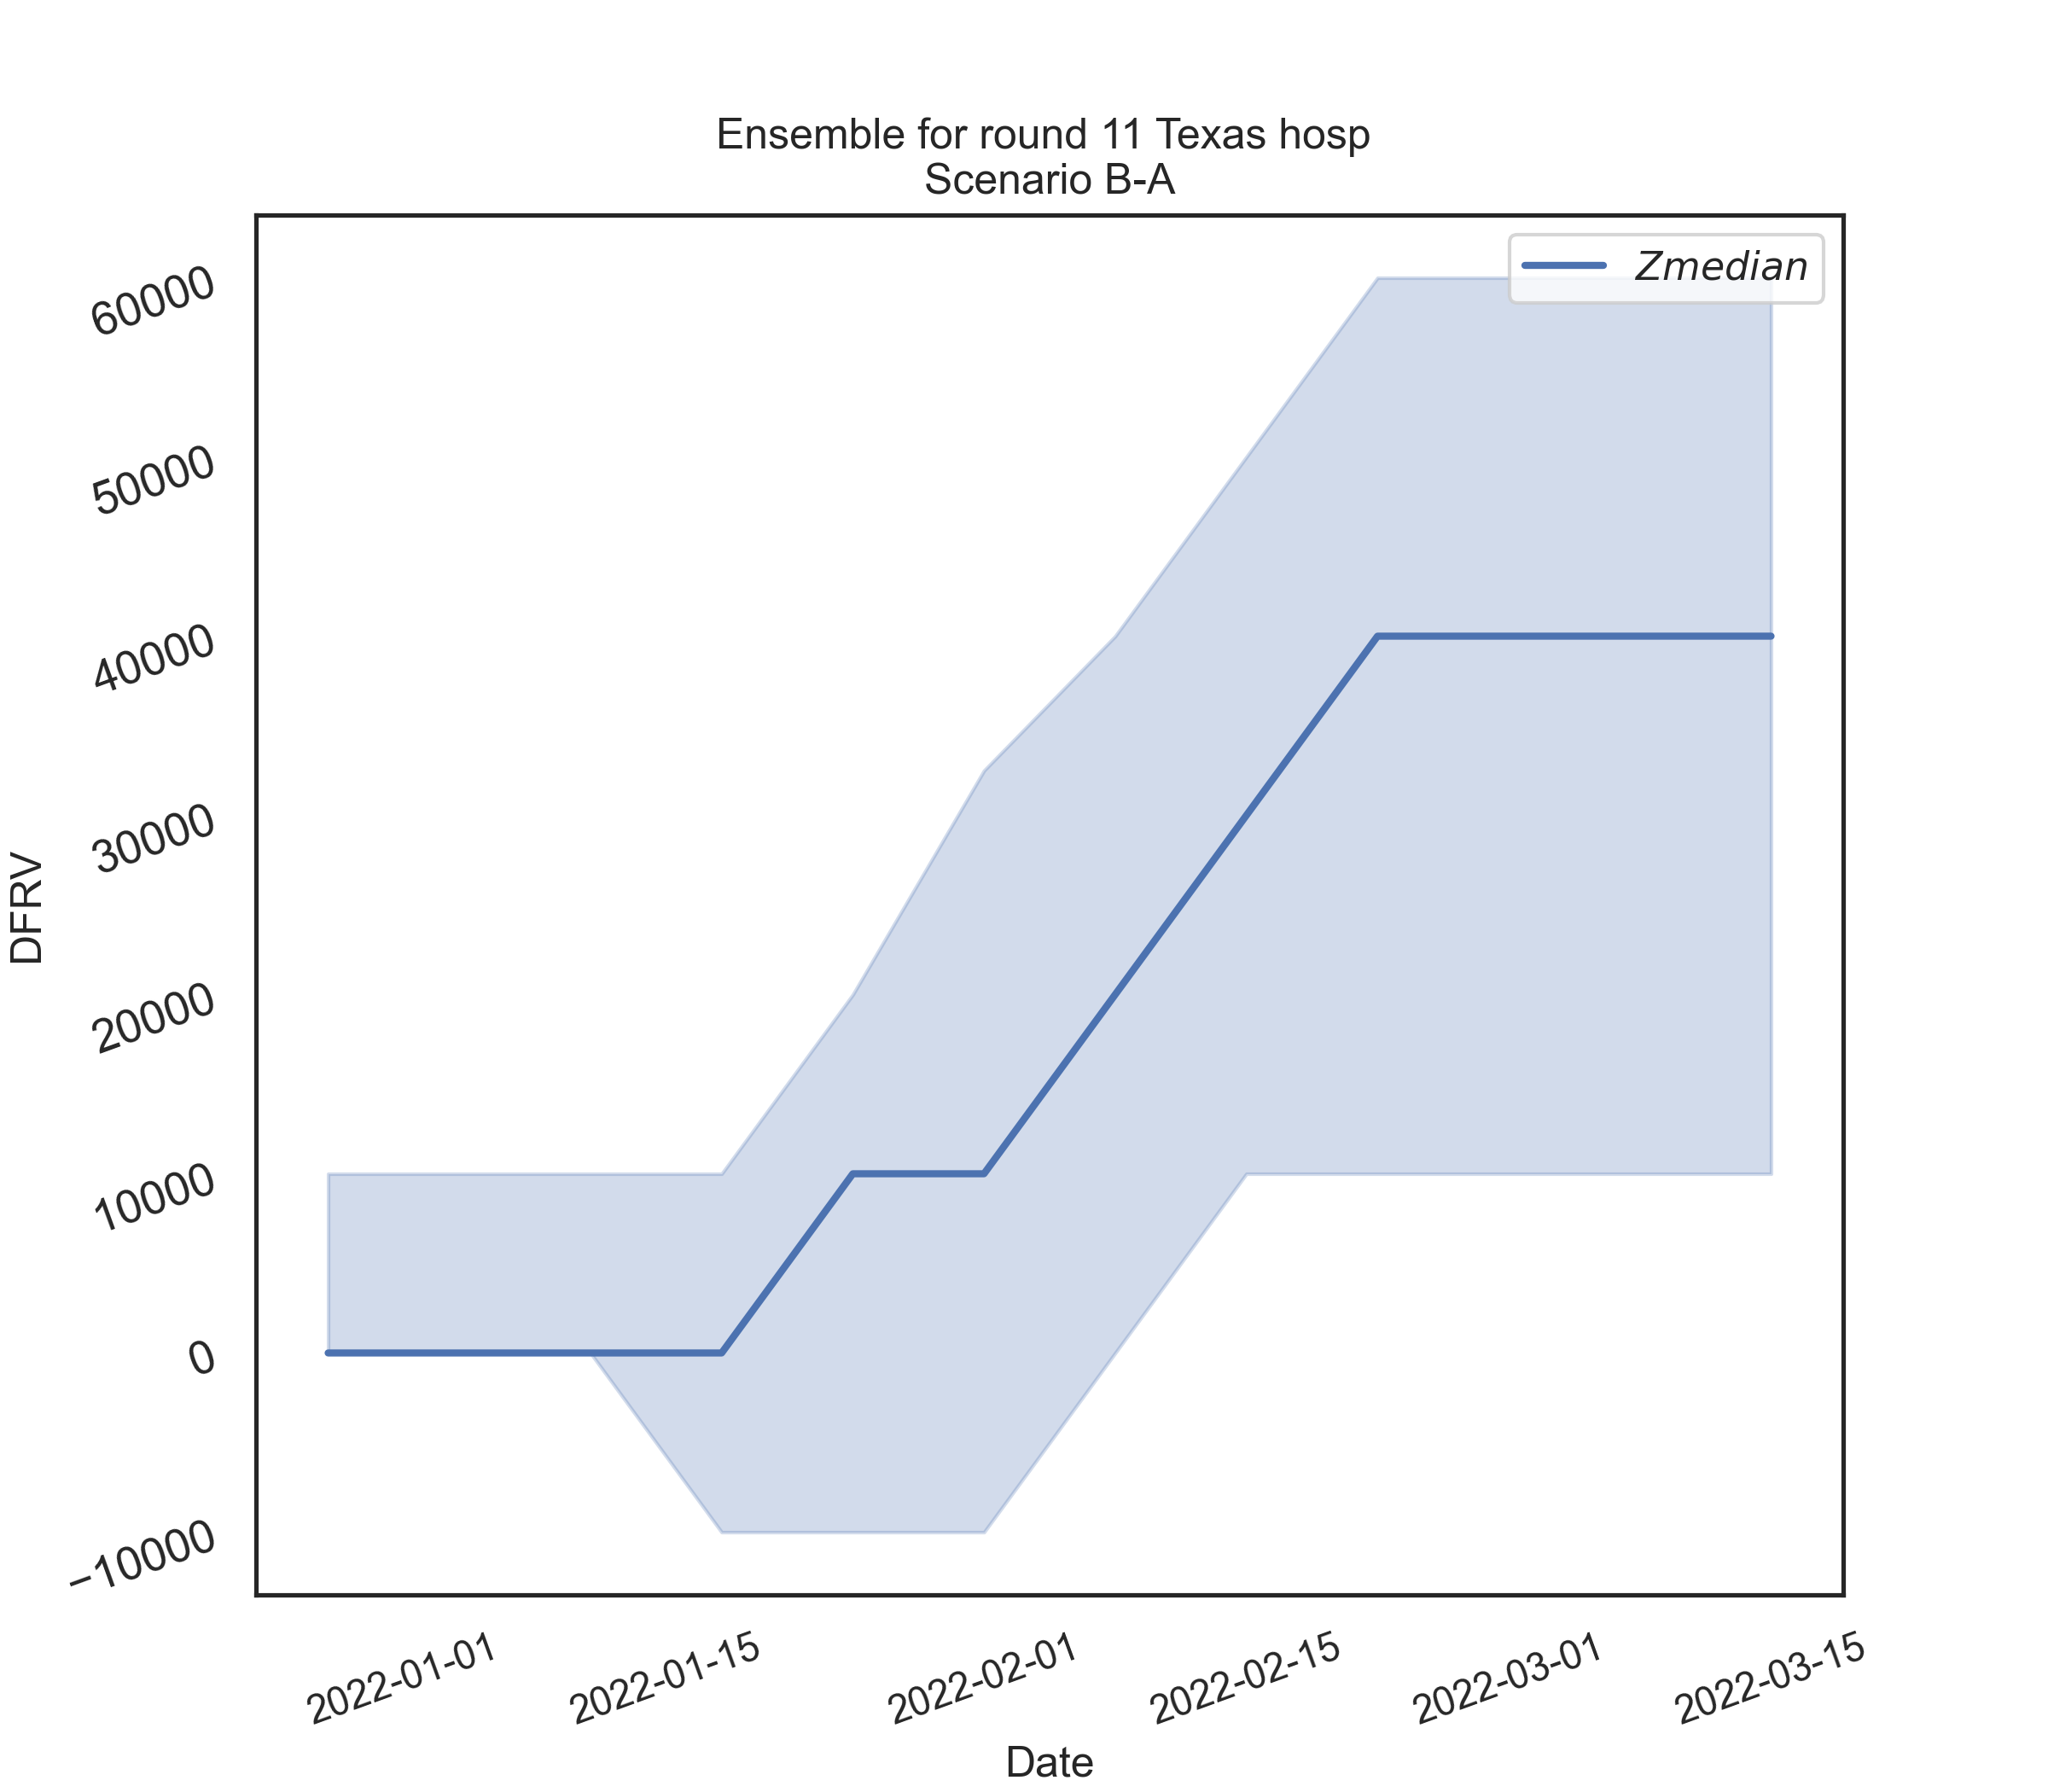 Ensemble for round 11 Texas hosp
Scenario B-A
Zmedian
60000
50000
40000
30000
20000
10000
0
−10000
DFRV
2022-01-01
2022-01-15
2022-02-01
2022-02-15
2022-03-01
2022-03-15
Date